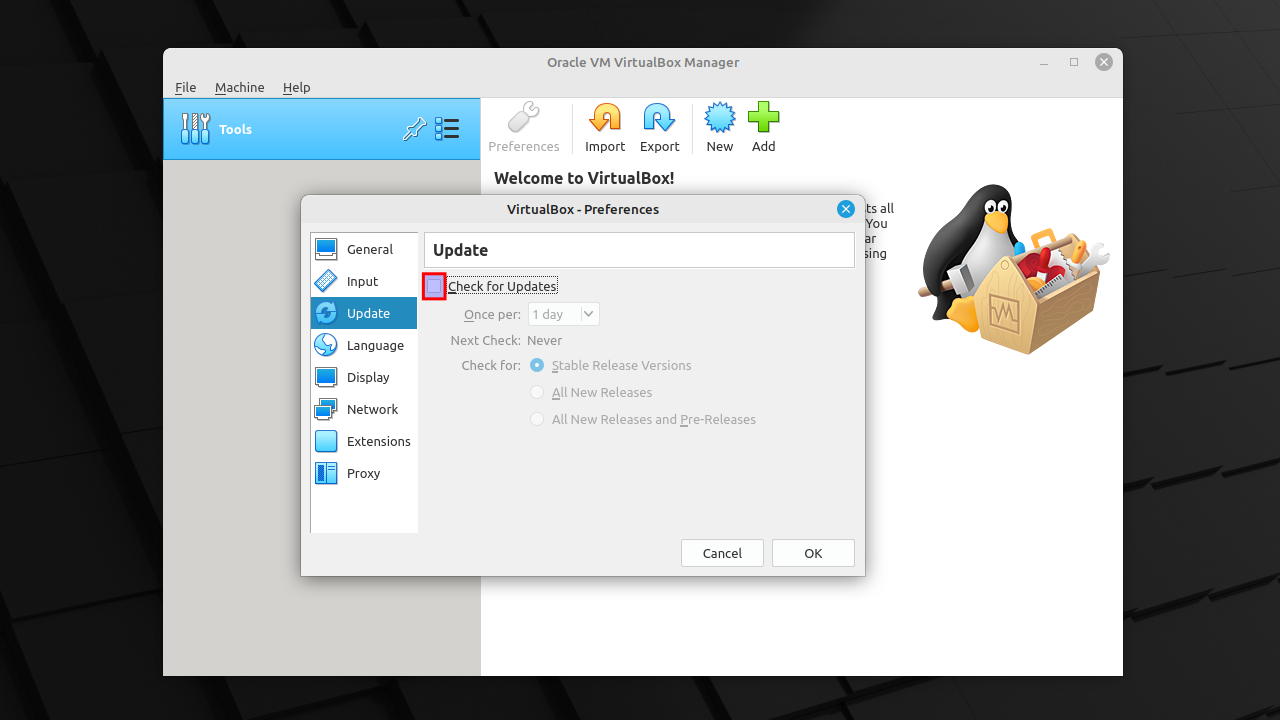 Oracle VM VirtualBox Manager
File Machine Help
Tools
Preferences Import Export New Add
Welcome to VirtualBox!
ts all
You
ar
sing
VirtualBox - Preferences
General
Input
Update
Language
Display
Network
Extensions
Proxy
Update
Check for Updates
Once per: 1 day
Next Check: Never
Check for: Stable Release Versions
All New Releases
All New Releases and Pre-Releases
Cancel OK